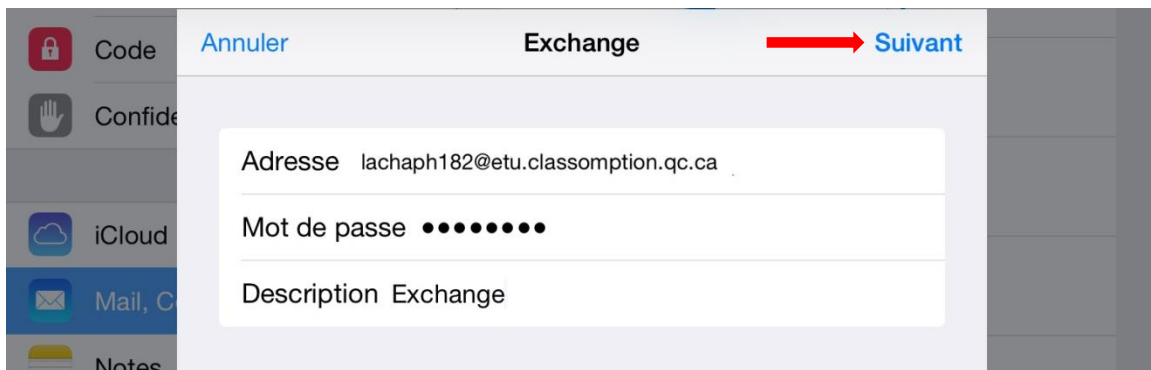 Code
Annuler
Exchange
Suivant
Confide
Adresse lachaph182@etu.classomption.qc.ca
Mot de passe ••••••••
iCloud
Mail, C
Description Exchange
Notes